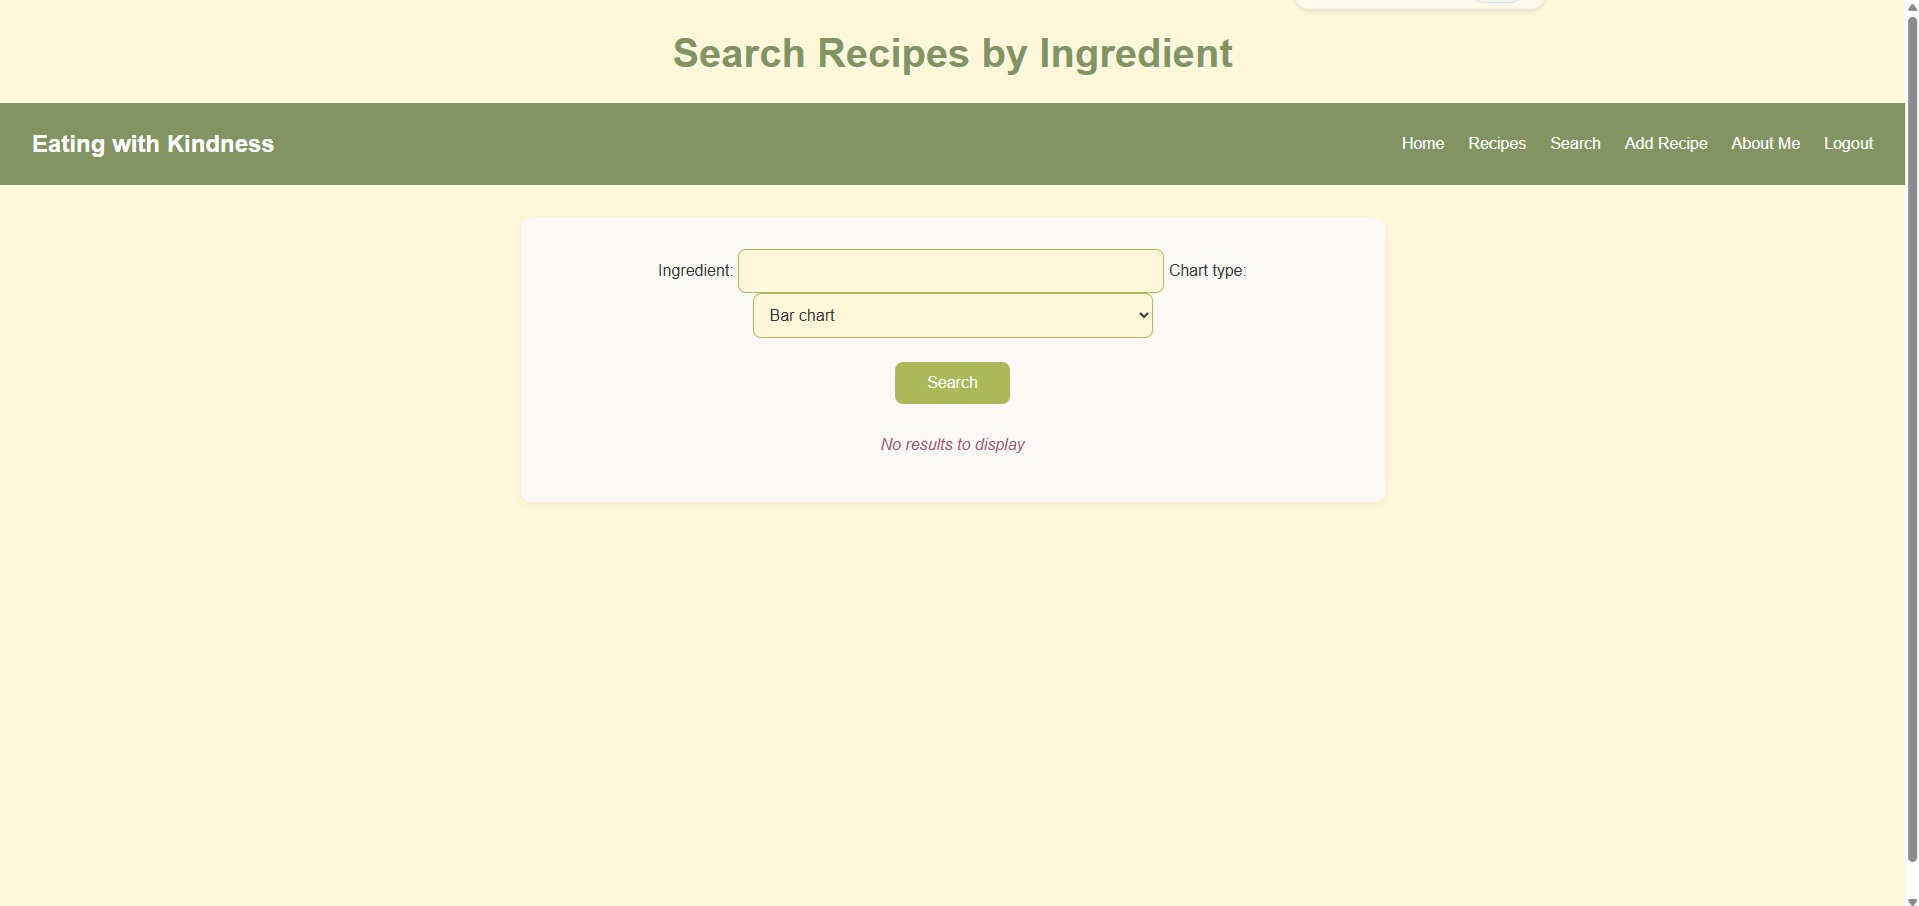 Search Recipes by Ingredient
Eating with Kindness
Home Recipes Search Add Recipe About Me Logout
Ingredient: Chart type:
Bar chart
Search
No results to display